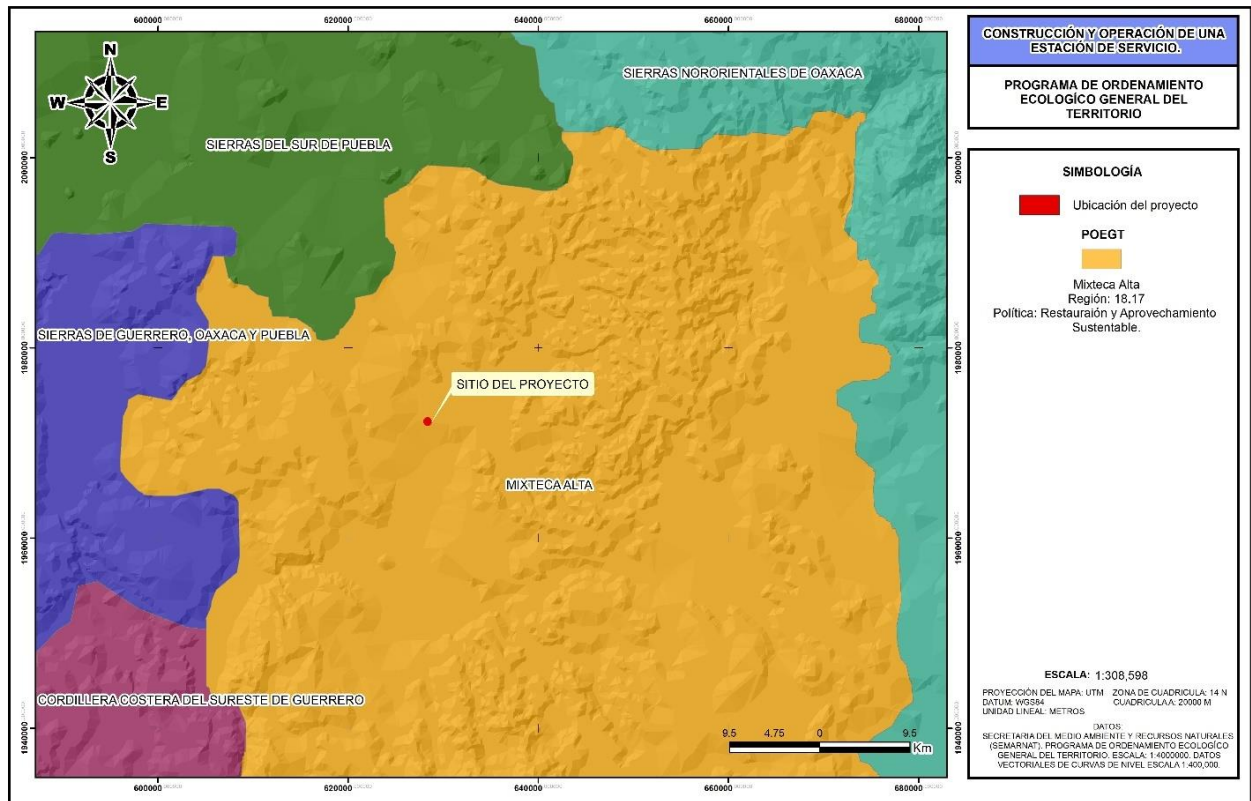 600000
620000
640000
660000
680000
N
W
E
S
SIERRAS NORORIENTALES DE OAXACA
SIERRAS DEL SUR DE PUEBLA
SIERRAS DE GUERRERO, OAXACA Y PUEBLA
SITIO DEL PROYECTO
MIXTECA ALTA
CORDILLERA COSTERA DEL SURESTE DE GUERRERO
2000000
1980000
1960000
1940000
2000000
1980000
1960000
1940000
9.5 4.75 0 9.5
Km
600000
620000
640000
660000
680000
CONSTRUCCIÓN Y OPERACIÓN DE UNA
ESTACIÓN DE SERVICIO.
PROGRAMA DE ORDENAMIENTO
ECOLOGÍCO GENERAL DEL
TERRITORIO
SIMBOLOGÍA
Ubicación del proyecto
POEGT
Mixteca Alta
Región: 18.17
Política: Restauraión y Aprovechamiento
Sustentable.
ESCALA: 1:308,598
PROYECCIÓN DEL MAPA: UTM ZONA DE CUADRICULA: 14 N
DATUM: WGS84 CUADRICULA A: 20000 M
UNIDAD LINEAL: METROS
DATOS:
SECRETARIA DEL MEDIO AMBIENTE Y RECURSOS NATURALES
(SEMARNAT). PROGRAMA DE ORDENAMIENTO ECOLOGÍCO
GENERAL DEL TERRITORIO. ESCALA: 1:4000000. DATOS
VECTORIALES DE CURVAS DE NIVEL ESCALA 1:400,000.